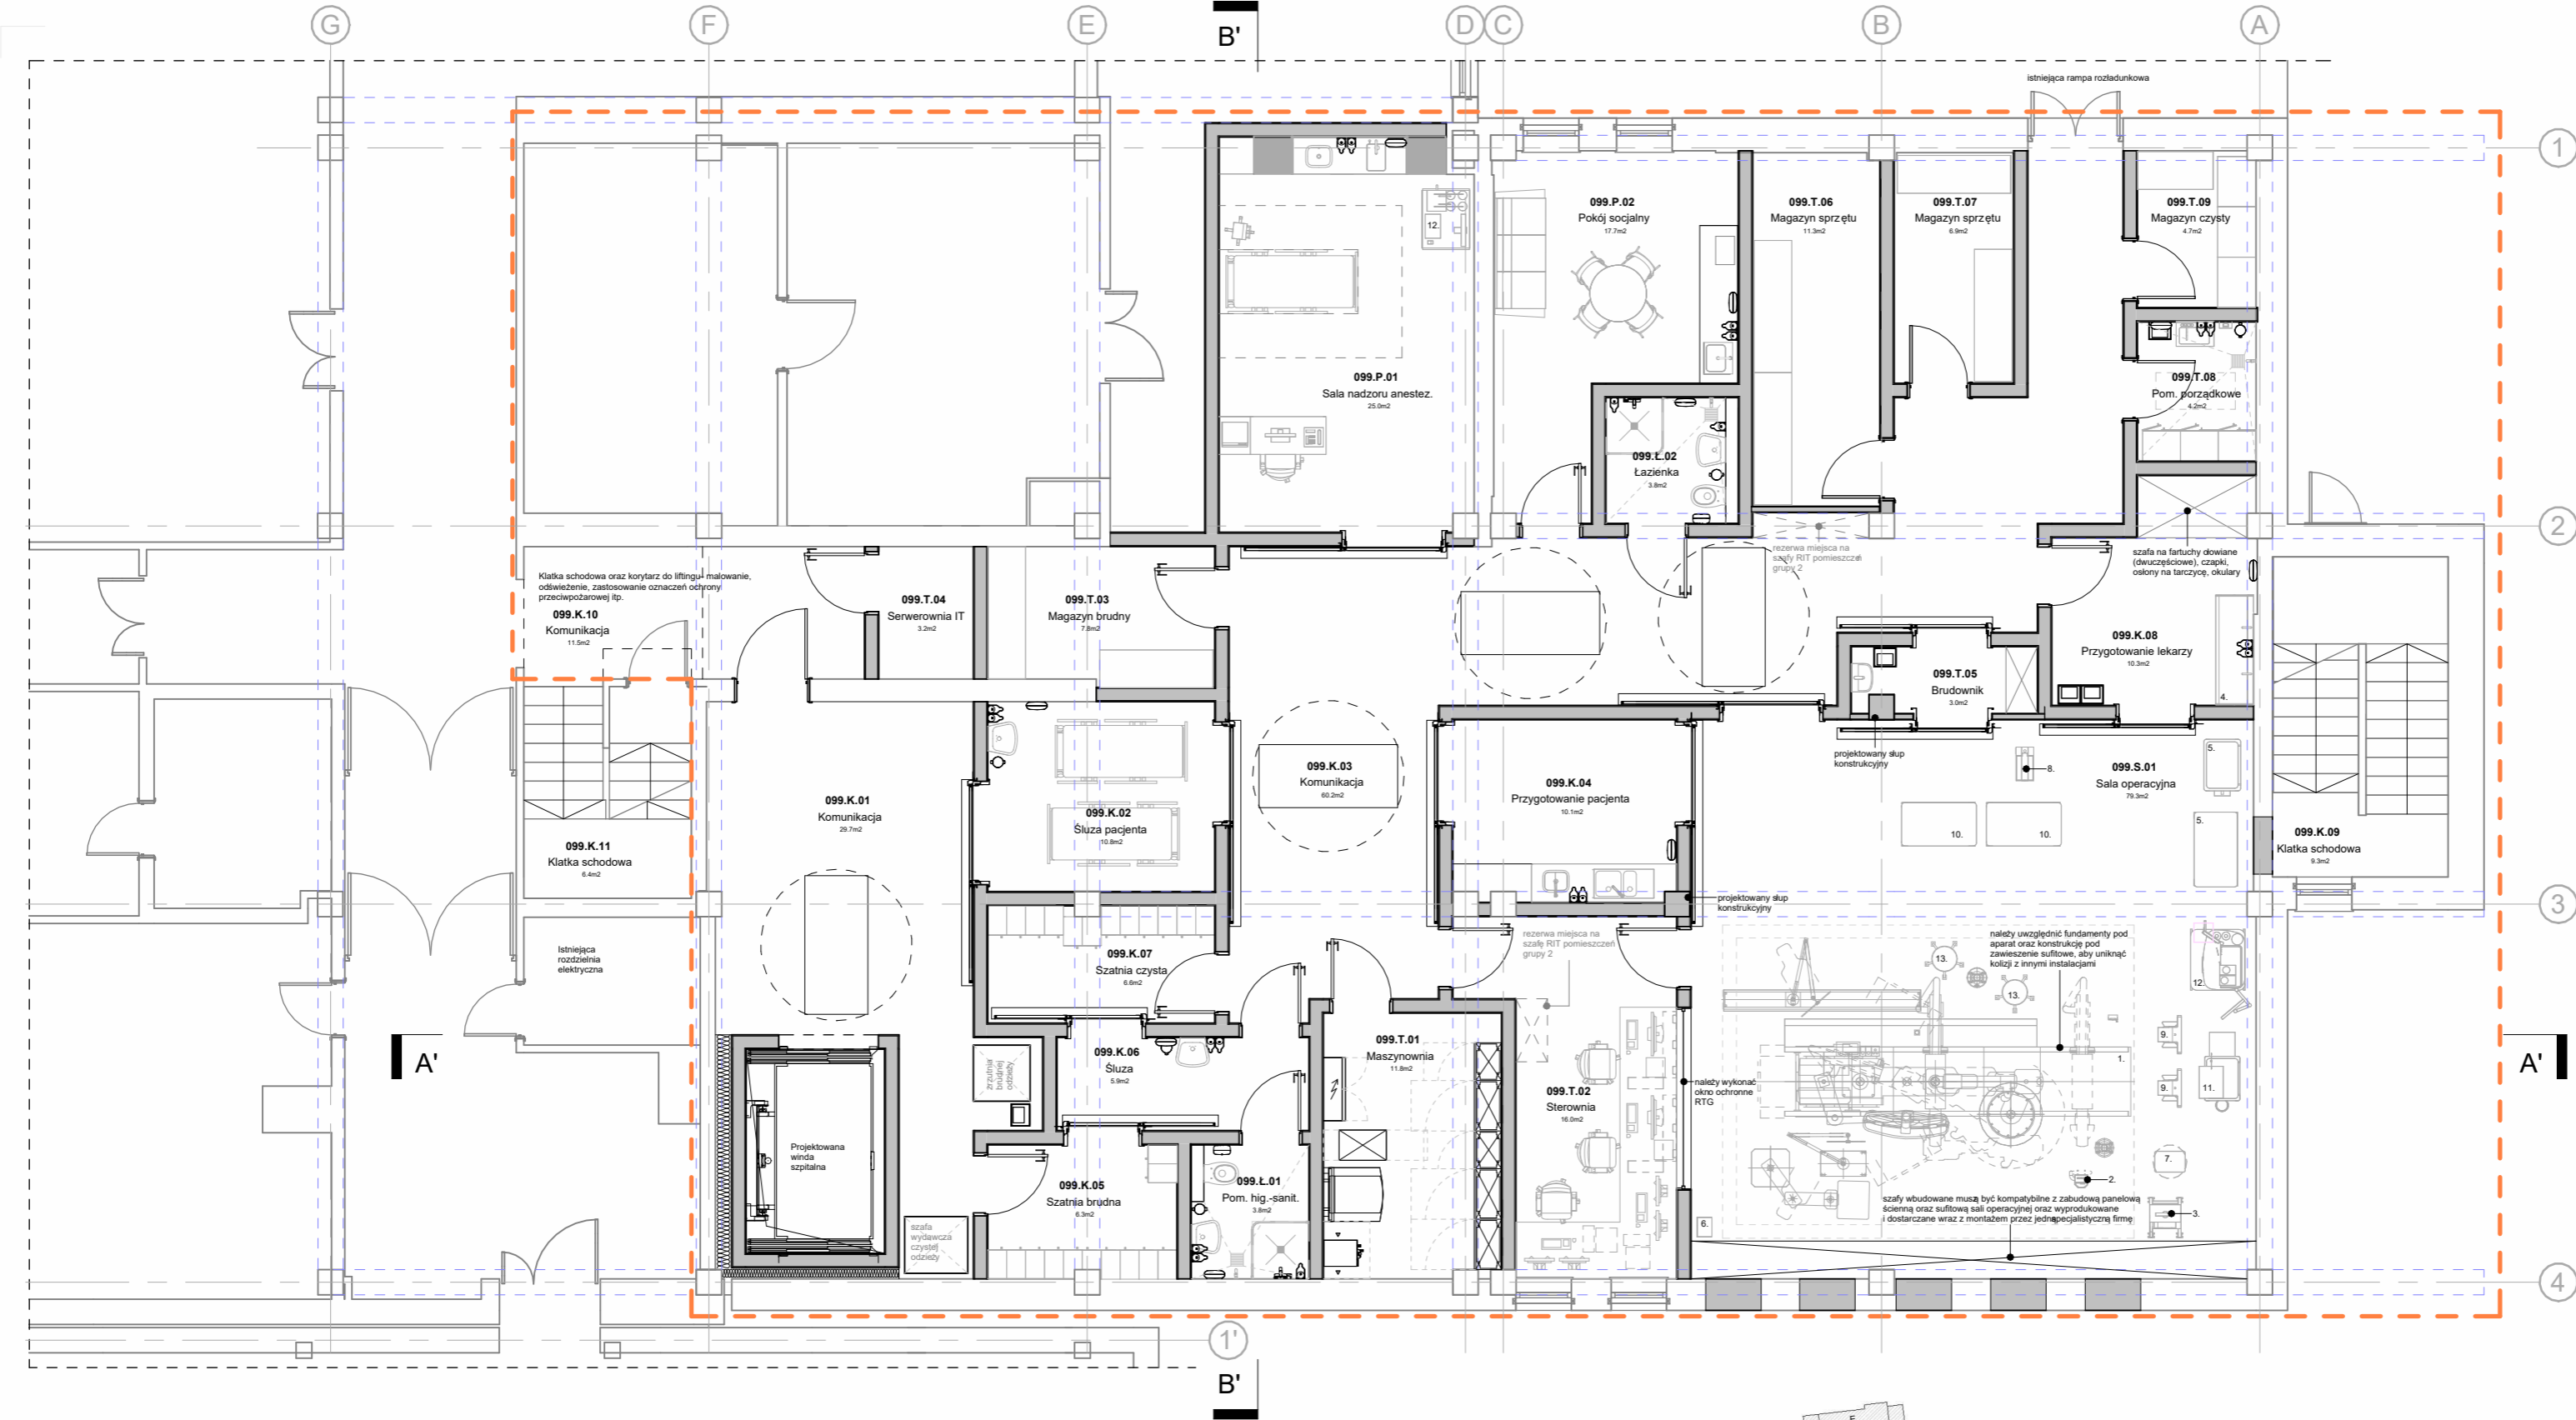 G
F
E
B'
D
C
B
A
istniejąca rampa rozładunkowa
1
099.P.02
Pokój socjalny
17.7m2
099.T.06
Magazyn sprzętu
11.3m2
099.T.07
Magazyn sprzętu
6.9m2
099.T.09
Magazyn czysty
4.7m2
12.
099.P.01
Sala nadzoru anestez.
25.0m2
099.T.08
Pom. porządkowe
4.2m2
099.Ł.02
Łazienka
3.8m2
2
rezerwa miejsca na
szafy RIT pomieszczeń
grupy 2
szafa na fartuchy ołowiane
(dwuczęściowe), czapki,
osłony na tarczycę, okulary
Klatka schodowa oraz korytarz do liftingu- malowanie,
odświeżenie, zastosowanie oznaczeń ochrony
przeciwpożarowej itp.
099.K.10
Komunikacja
11.5m2
099.T.04
Serwerownia IT
3.2m2
099.T.03
Magazyn brudny
7.8m2
099.K.08
Przygotowanie lekarzy
10.3m2
4.
099.T.05
Brudownik
3.0m2
projektowany słup
konstrukcyjny
099.K.03
Komunikacja
60.2m2
099.K.04
Przygotowanie pacjenta
10.1m2
8.
099.S.01
Sala operacyjna
79.3m2
5.
5.
10.
10.
099.K.01
Komunikacja
29.7m2
099.K.02
Śluza pacjenta
10.8m2
099.K.09
Klatka schodowa
9.3m2
099.K.11
Klatka schodowa
6.4m2
3
projektowany słup
konstrukcyjny
Istniejąca
rozdzielnia
elektryczna
099.K.07
Szatnia czysta
6.6m2
rezerwa miejsca na
szafę RIT pomieszczeń
grupy 2
należy uwzględnić fundamenty pod
aparat oraz konstrukcję pod
zawieszenie sufitowe, aby uniknąć
kolizji z innymi instalacjami
13.
13.
12.
A'
099.K.06
Śluza
5.9m2
zrzutnia
brudnej
odzieży
099.T.01
Maszynownia
11.8m2
099.T.02
Sterownia
16.0m2
należy wykonać
okno ochronne
RTG
1.
9.
9.
11.
A'
Projektowana
winda
szpitalna
7.
2.
3.
099.K.05
Szatnia brudna
6.3m2
099.Ł.01
Pom. hig.-sanit.
3.8m2
szafa
wydawcza
czystej
odzieży
6.
szafy wbudowane muszą być kompatybilne z zabudową panelową
ścienną oraz sufitową sali operacyjnej oraz wyprodukowane
i dostarczane wraz z montażem przez jedną specjalistyczną firmę
4
1'
B'
E